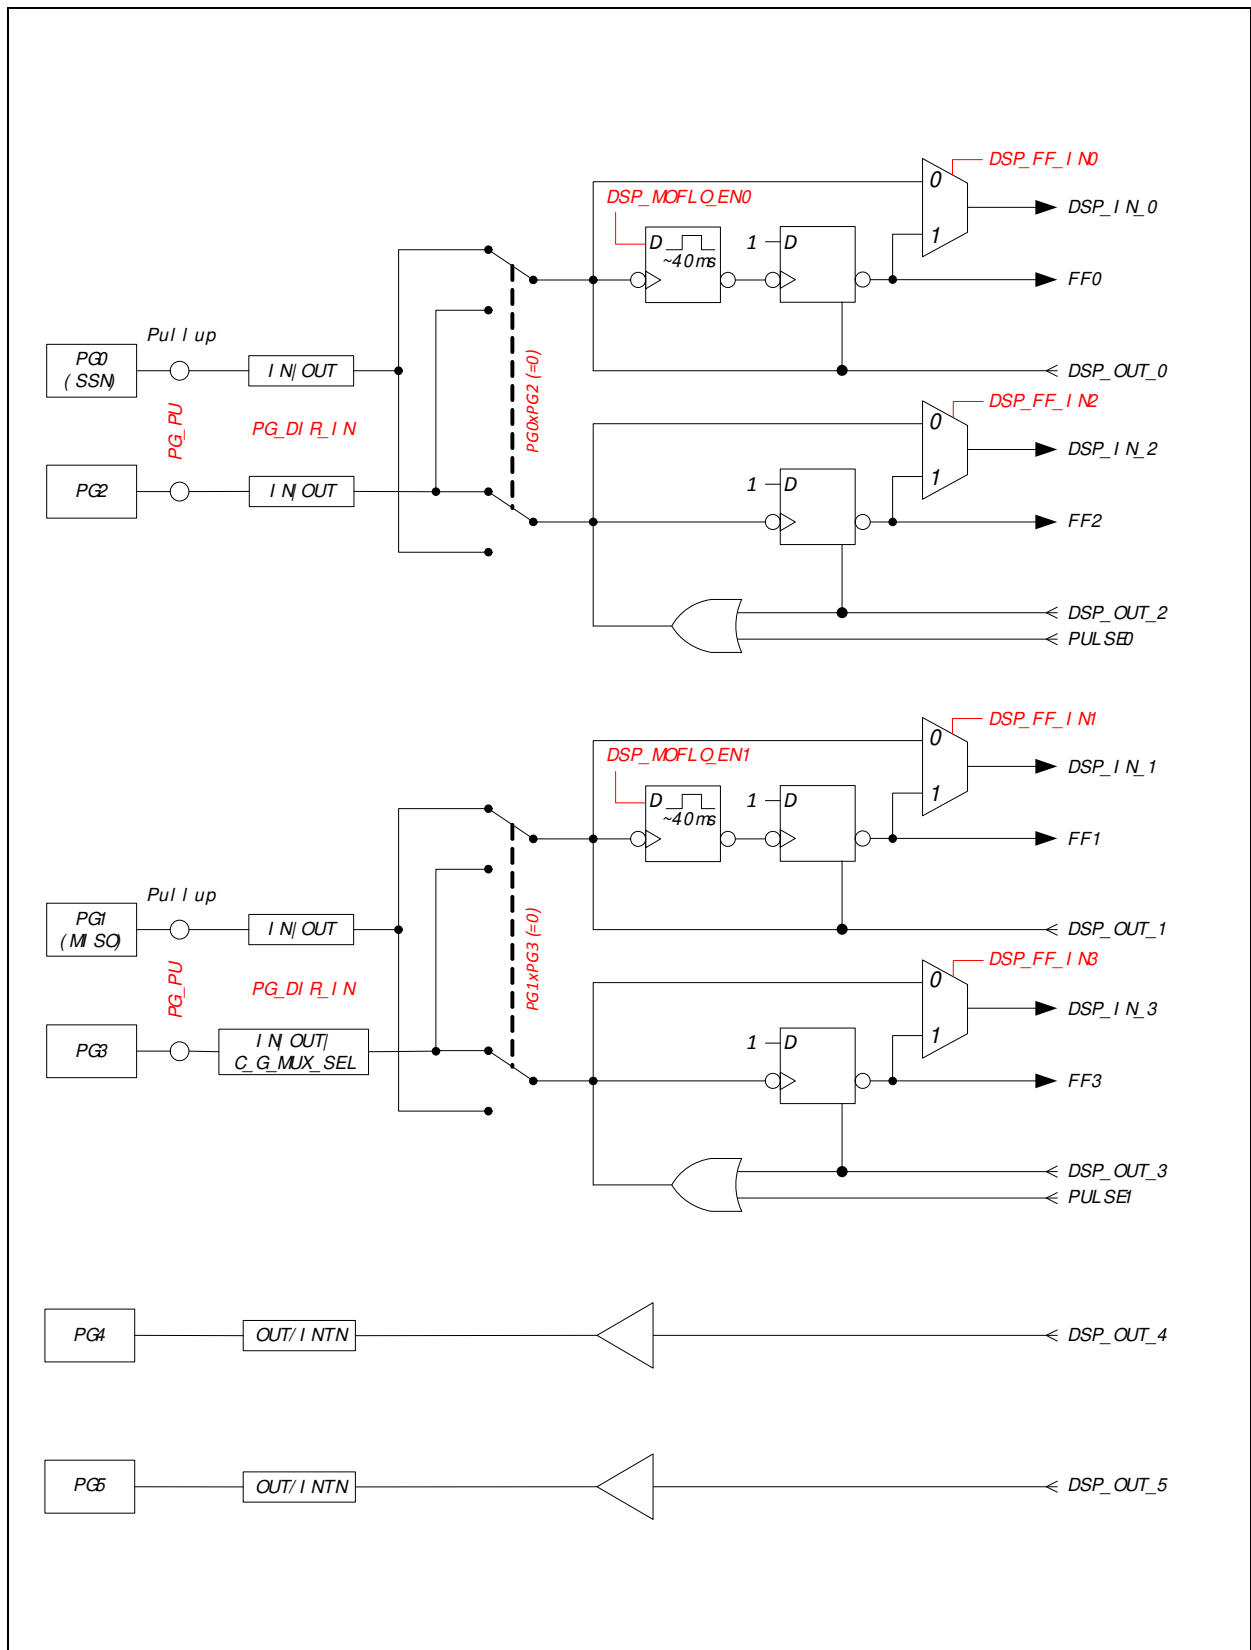 DSP_FF_IN0
0
DSP_MOFLO_EN0
DSP_IN_0
D
~40ms
1
D
1
FF0
Pullup
PG0
(SSN)
IN|OUT
DSP_OUT_0
PG_PU
PG_DIR_IN
PG0xPG2 (=0)
DSP_FF_IN2
0
DSP_IN_2
PG2
IN|OUT
1
D
1
FF2
DSP_OUT_2
PULSE0
DSP_FF_IN1
0
DSP_MOFLO_EN1
DSP_IN_1
D
~40ms
1
D
1
FF1
Pullup
PG1
(MISO)
IN|OUT
DSP_OUT_1
PG_PU
PG_DIR_IN
PG1xPG3 (=0)
DSP_FF_IN3
0
DSP_IN_3
PG3
IN|OUT|
C_G_MUX_SEL
1
D
1
FF3
DSP_OUT_3
PULSE1
PG4
OUT/INTN
DSP_OUT_4
PG5
OUT/INTN
DSP_OUT_5